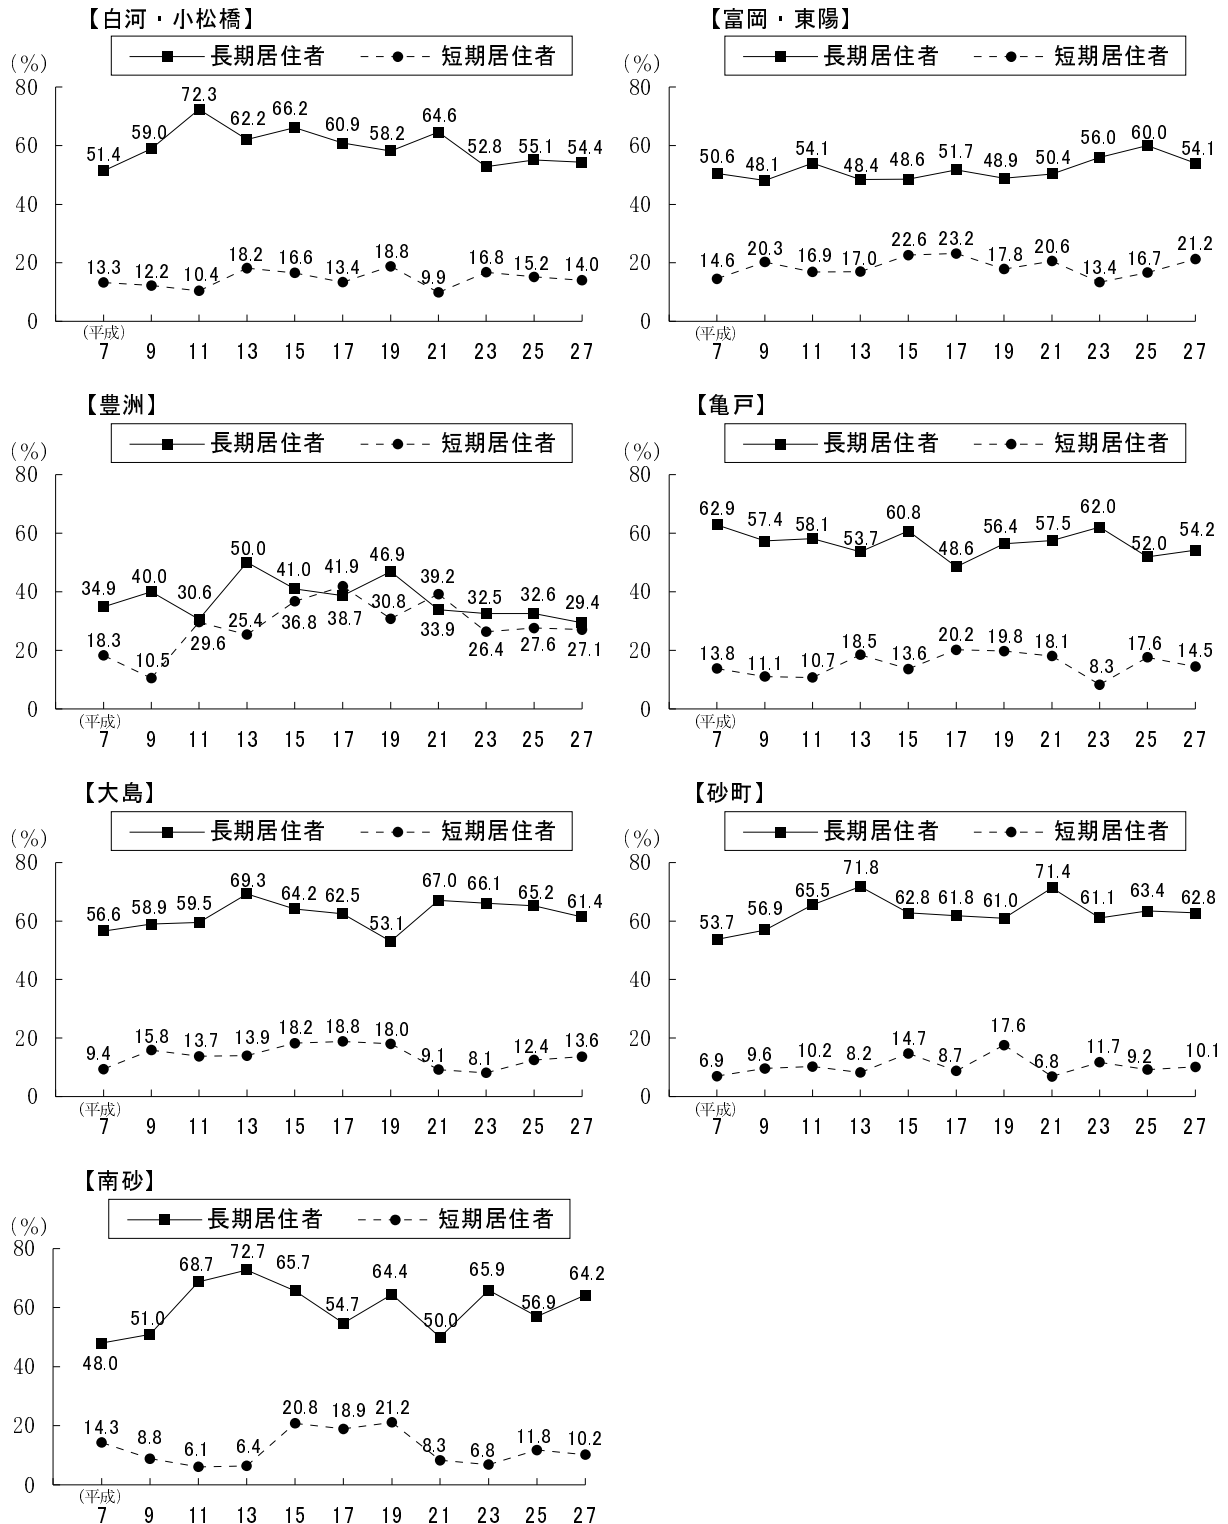 【白河・小松橋】
長期居住者 短期居住者
(%)
80
60
40
20
0
51.4 59.0 72.3 62.2 66.2 60.9 58.2 64.6 52.8 55.1 54.4
13.3 12.2 10.4 18.2 16.6 13.4 18.8 9.9 16.8 15.2 14.0
(平成)
7 9 11 13 15 17 19 21 23 25 27
【富岡・東陽】
長期居住者 短期居住者
(%)
80
60
40
20
0
50.6 48.1 54.1 48.4 48.6 51.7 48.9 50.4 56.0 60.0 54.1
14.6 20.3 16.9 17.0 22.6 23.2 17.8 20.6 13.4 16.7 21.2
(平成)
7 9 11 13 15 17 19 21 23 25 27
【豊洲】
長期居住者 短期居住者
(%)
80
60
40
20
0
34.9 40.0 30.6 50.0 41.0 38.7 46.9 33.9 32.5 32.6 29.4
18.3 10.5 29.6 25.4 36.8 41.9 30.8 39.2 26.4 27.6 27.1
(平成)
7 9 11 13 15 17 19 21 23 25 27
【亀戸】
長期居住者 短期居住者
(%)
80
60
40
20
0
62.9 57.4 58.1 53.7 60.8 48.6 56.4 57.5 62.0 52.0 54.2
13.8 11.1 10.7 18.5 13.6 20.2 19.8 18.1 8.3 17.6 14.5
(平成)
7 9 11 13 15 17 19 21 23 25 27
【大島】
長期居住者 短期居住者
(%)
80
60
40
20
0
56.6 58.9 59.5 69.3 64.2 62.5 53.1 67.0 66.1 65.2 61.4
9.4 15.8 13.7 13.9 18.2 18.8 18.0 9.1 8.1 12.4 13.6
(平成)
7 9 11 13 15 17 19 21 23 25 27
【砂町】
長期居住者 短期居住者
(%)
80
60
40
20
0
53.7 56.9 65.5 71.8 62.8 61.8 61.0 71.4 61.1 63.4 62.8
6.9 9.6 10.2 8.2 14.7 8.7 17.6 6.8 11.7 9.2 10.1
(平成)
7 9 11 13 15 17 19 21 23 25 27
【南砂】
長期居住者 短期居住者
(%)
80
60
40
20
0
48.0 51.0 68.7 72.7 65.7 54.7 64.4 50.0 65.9 56.9 64.2
14.3 8.8 6.1 6.4 20.8 18.9 21.2 8.3 6.8 11.8 10.2
(平成)
7 9 11 13 15 17 19 21 23 25 27